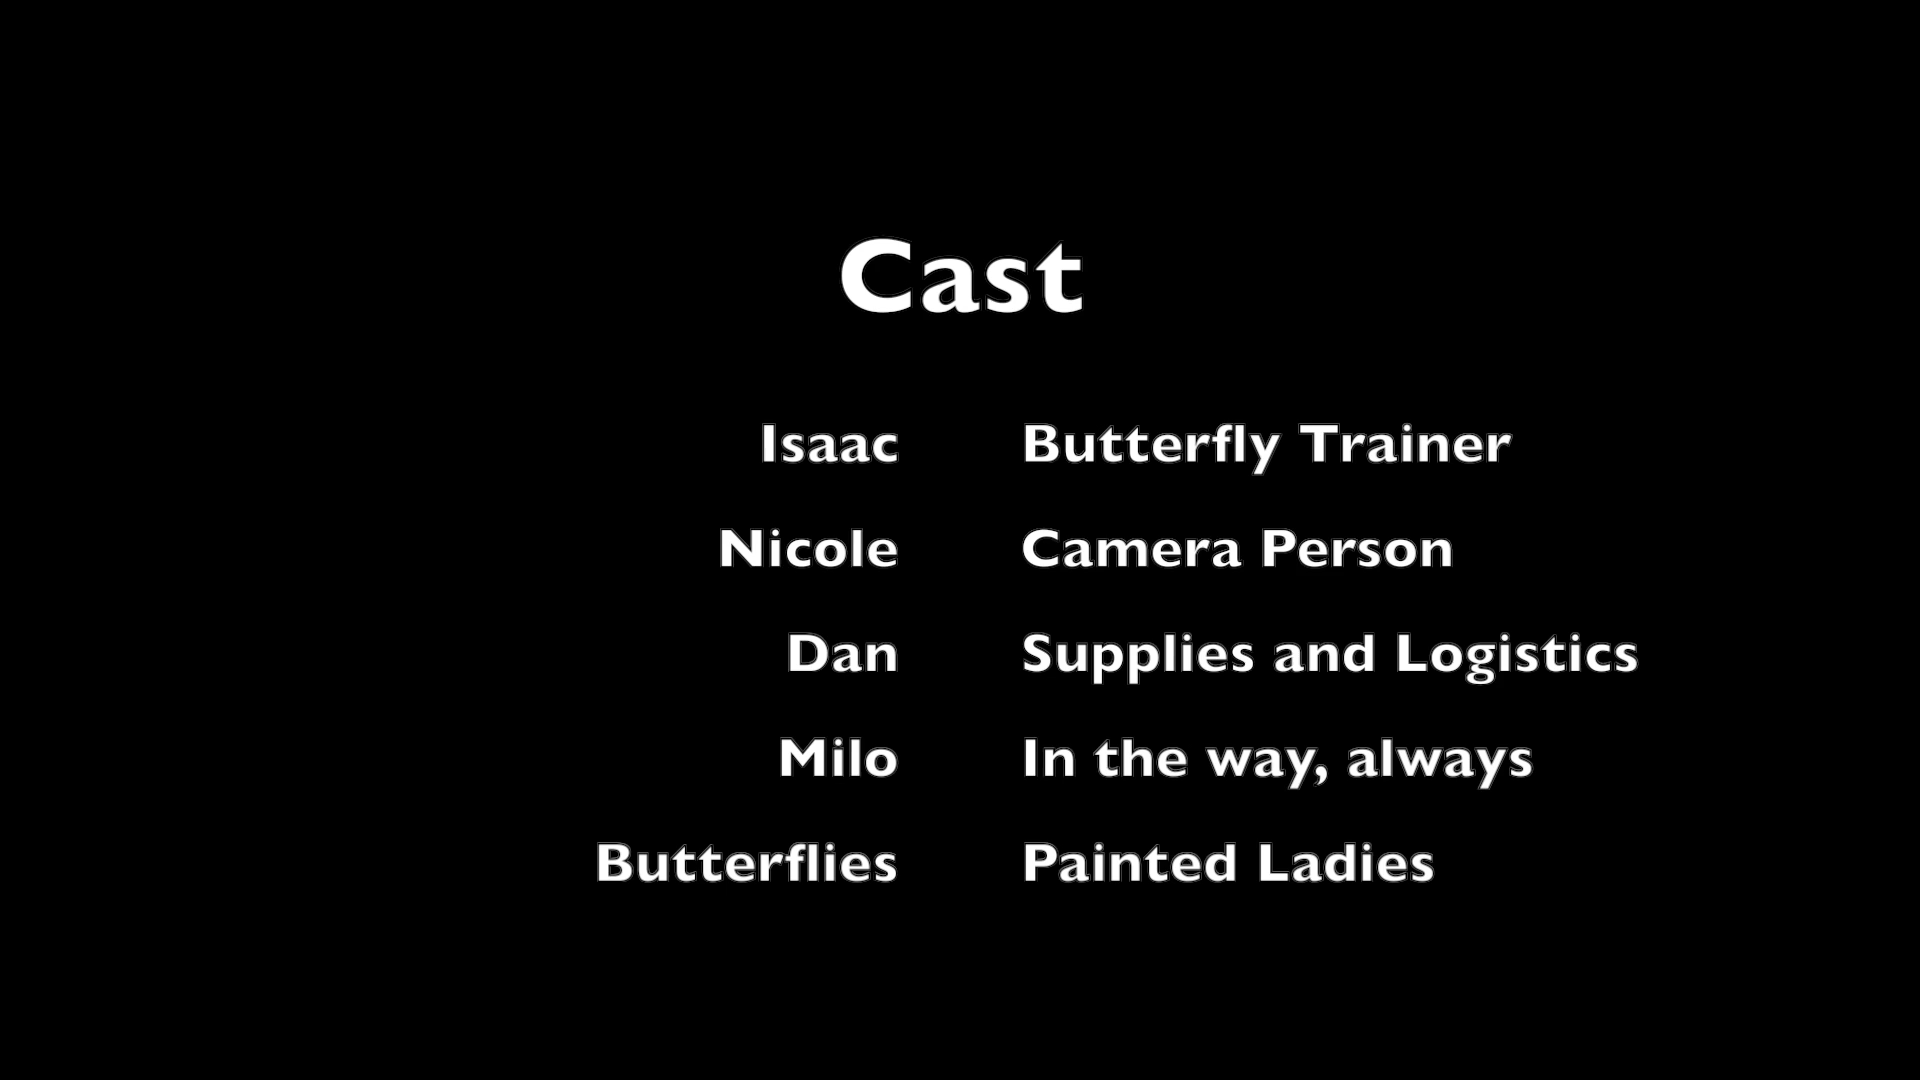 Cast
Isaac Butterfly Trainer
Nicole Camera Person
Dan Supplies and Logistics
Milo In the way, always
Butterflies Painted Ladies